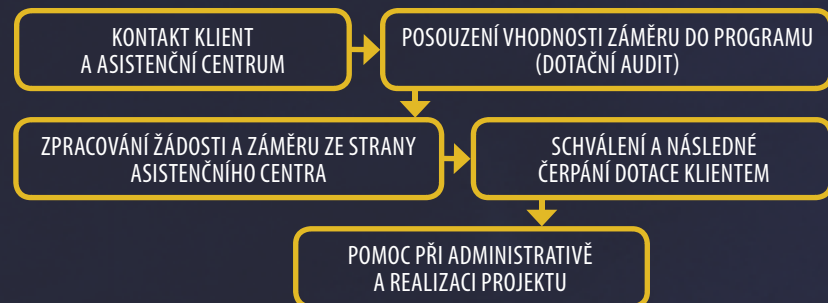 KONTAKT KLIENT
A ASISTENČNÍ CENTRUM
POSOUZENÍ VHODNOSTI ZÁMĚRU DO PROGRAMU
(DOTAČNÍ AUDIT)
ZPRACOVÁNÍ ŽÁDOSTI A ZÁMĚRU ZE STRANY
ASISTENČNÍHO CENTRA
SCHVÁLENÍ A NÁSLEDNÉ
ČERPÁNÍ DOTACE KLIENTEM
POMOC PŘI ADMINISTRATIVĚ
A REALIZACI PROJEKTU